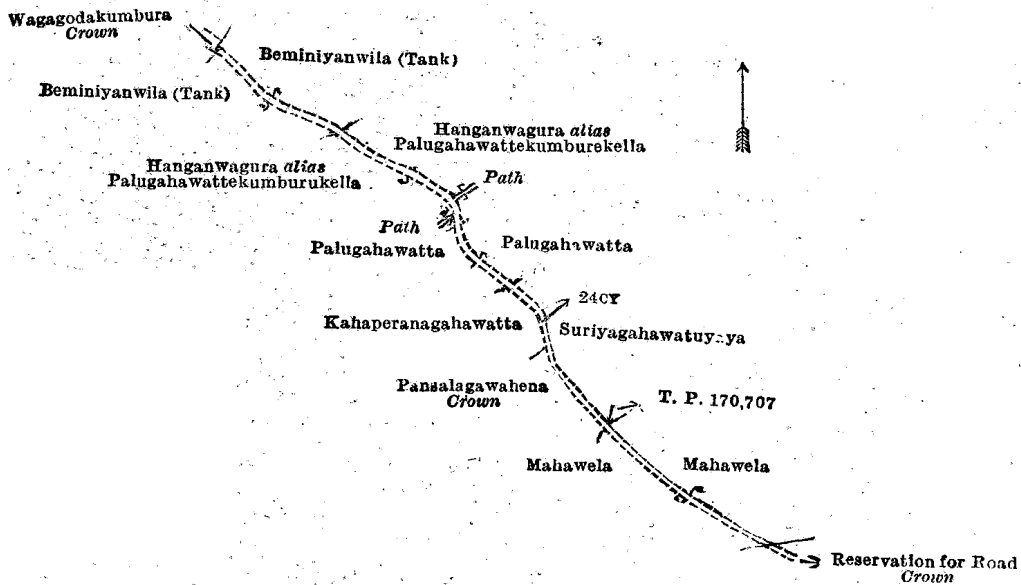 Wagagodakumbura
Crown
Beminiyanwila (Tank)
Beminiyanwila (Tank)
Hanganwagura alias
Palugahawattekumburekella
Hanganwagura alias
Palugahawattekumburukella
Path
Path
Palugahawatta
Palugahawatta
24CY
Kahaperanagahawatta
Pansalagawahena
Crown
T. P. 170,707
Mahawela
Mahawela
Reservation for Road
Crown